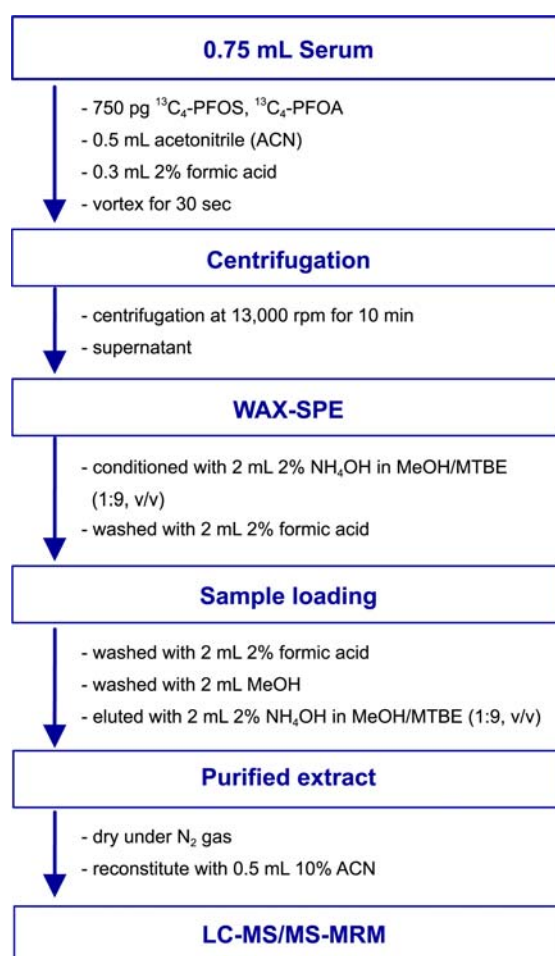 0.75 mL Serum
- 750 pg ¹³C₄-PFOS, ¹³C₄-PFOA
- 0.5 mL acetonitrile (ACN)
- 0.3 mL 2% formic acid
- vortex for 30 sec
Centrifugation
- centrifugation at 13,000 rpm for 10 min
- supernatant
WAX-SPE
- conditioned with 2 mL 2% NH₄OH in MeOH/MTBE
(1:9, v/v)
- washed with 2 mL 2% formic acid
Sample loading
- washed with 2 mL 2% formic acid
- washed with 2 mL MeOH
- eluted with 2 mL 2% NH₄OH in MeOH/MTBE (1:9, v/v)
Purified extract
- dry under N₂ gas
- reconstitute with 0.5 mL 10% ACN
LC-MS/MS-MRM